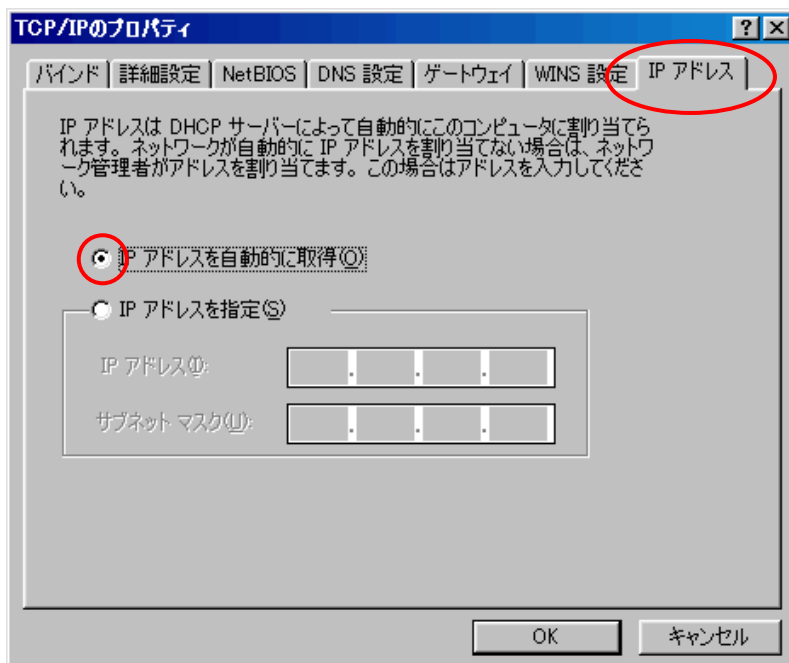 TCP/IPのプロパティ
バインド 詳細設定 NetBIOS DNS 設定 ゲートウェイ WINS 設定 IP アドレス
IP アドレスは DHCP サーバーによって自動的にこのコンピュータに割り当てら
れます。ネットワークが自動的に IP アドレスを割り当てない場合は、ネットワ
ーク管理者がアドレスを割り当てます。この場合はアドレスを入力してくださ
い。
IP アドレスを自動的に取得(O)
IP アドレスを指定(S)
IP アドレス(I):
サブネット マスク(U):
OK キャンセル